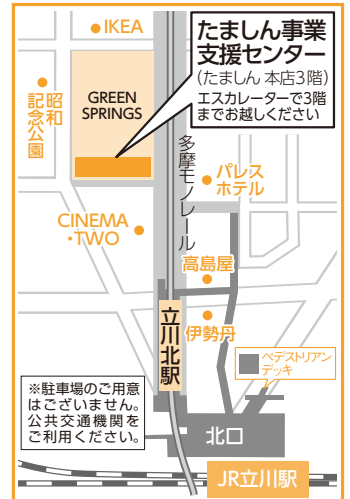 IKEA
たましん事業
支援センター
(たましん 本店3階)
エスカレーターで3階
までお越しください
昭和
記念公園
GREEN
SPRINGS
多摩モノレール
パレス
ホテル
CINEMA
・TWO
高島屋
立川北駅
伊勢丹
ペデストリアン
デッキ
※駐車場のご用意
はございません。
公共交通機関を
ご利用ください。
北口
JR立川駅